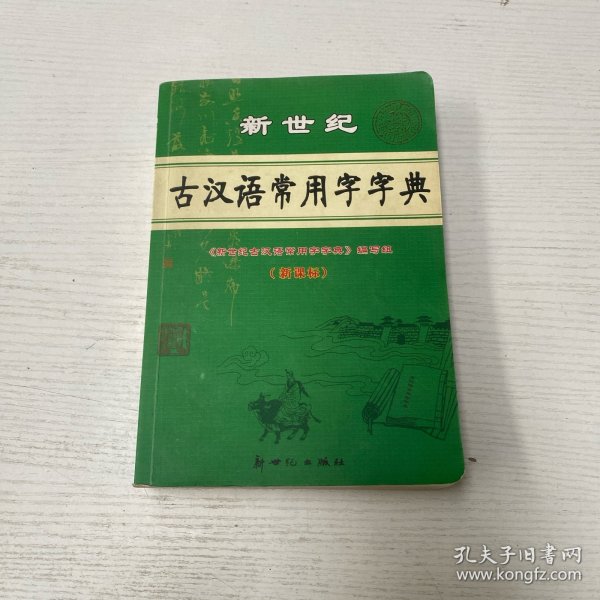 新世纪
古汉语常用字字典
《新世纪古汉语常用字字典》编写组
（新课标）
新世纪出版社
孔夫子旧书网
www.kongfz.com